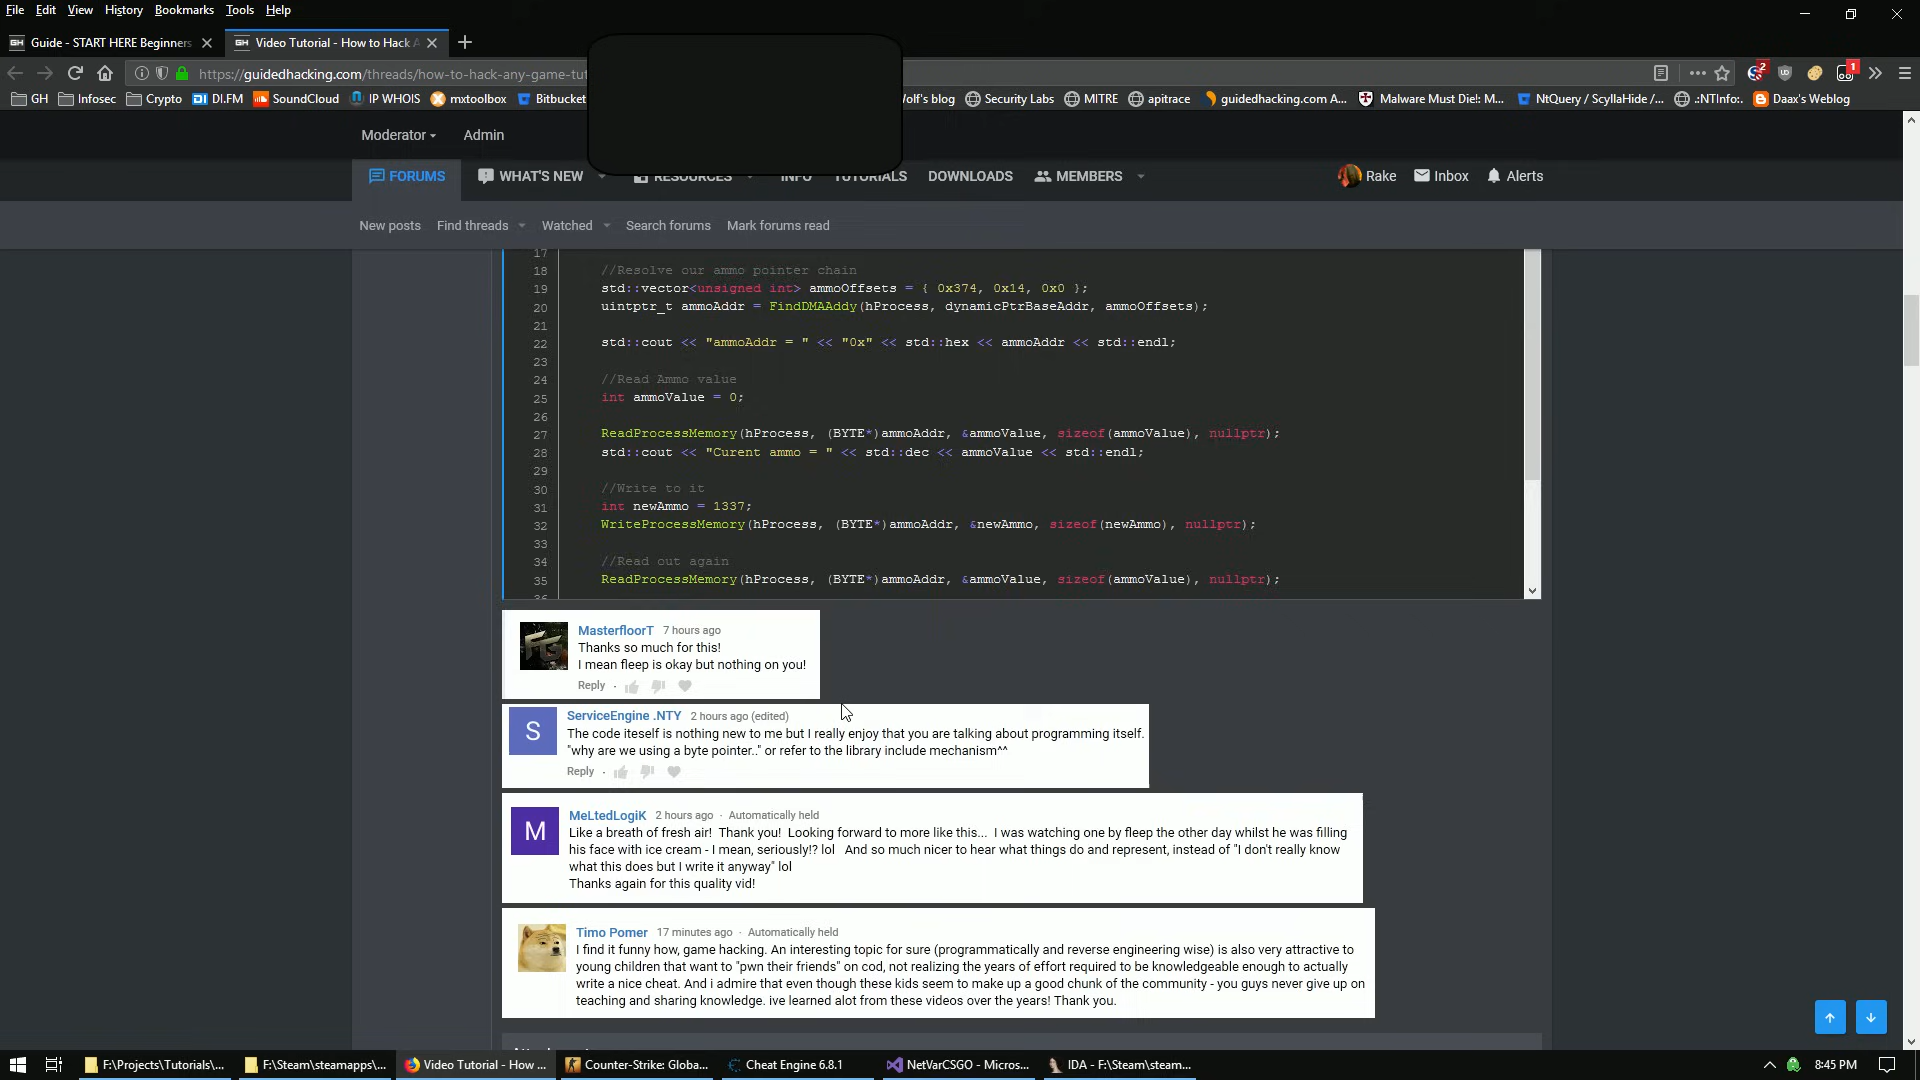 File Edit View History Bookmarks Tools Help
GH Guide - START HERE Beginners
GH Video Tutorial - How to Hack A
https://guidedhacking.com/threads/how-to-hack-any-game-tut
2
1
GH Infosec Crypto DI DI.FM SoundCloud IP WHOIS mxtoolbox Bitbucket
olf's blog Security Labs MITRE apitrace guidedhacking.com A... Malware Must Die!: M... NtQuery / ScyllaHide /... .:NTInfo:. Daax's Weblog
Moderator Admin
FORUMS WHAT'S NEW RESOURCES INFO TUTORIALS DOWNLOADS MEMBERS Rake Inbox Alerts
New posts Find threads Watched Search forums Mark forums read
17
18 //Resolve our ammo pointer chain
19 std::vector<unsigned int> ammoOffsets = { 0x374, 0x14, 0x0 };
20 uintptr_t ammoAddr = FindDMAAddy(hProcess, dynamicPtrBaseAddr, ammoOffsets);
21
22 std::cout << "ammoAddr = " << "0x" << std::hex << ammoAddr << std::endl;
23
24 //Read Ammo value
25 int ammoValue = 0;
26
27 ReadProcessMemory(hProcess, (BYTE*)ammoAddr, &ammoValue, sizeof(ammoValue), nullptr);
28 std::cout << "Curent ammo = " << std::dec << ammoValue << std::endl;
29
30 //Write to it
31 int newAmmo = 1337;
32 WriteProcessMemory(hProcess, (BYTE*)ammoAddr, &newAmmo, sizeof(newAmmo), nullptr);
33
34 //Read out again
35 ReadProcessMemory(hProcess, (BYTE*)ammoAddr, &ammoValue, sizeof(ammoValue), nullptr);
36
MasterfloorT 7 hours ago
Thanks so much for this!
I mean fleep is okay but nothing on you!
Reply ·
S
ServiceEngine .NTY 2 hours ago (edited)
The code iteself is nothing new to me but I really enjoy that you are talking about programming itself.
"why are we using a byte pointer.." or refer to the library include mechanism^^
Reply ·
M
MeLtedLogiK 2 hours ago · Automatically held
Like a breath of fresh air! Thank you! Looking forward to more like this... I was watching one by fleep the other day whilst he was filling
his face with ice cream - I mean, seriously!? lol And so much nicer to hear what things do and represent, instead of "I don't really know
what this does but I write it anyway" lol
Thanks again for this quality vid!
Timo Pomer 17 minutes ago · Automatically held
I find it funny how, game hacking. An interesting topic for sure (programmatically and reverse engineering wise) is also very attractive to
young children that want to "pwn their friends" on cod, not realizing the years of effort required to be knowledgeable enough to actually
write a nice cheat. And i admire that even though these kids seem to make up a good chunk of the community - you guys never give up on
teaching and sharing knowledge. ive learned alot from these videos over the years! Thank you.
F:\Projects\Tutorials\... F:\Steam\steamapps\... Video Tutorial - How ... Counter-Strike: Globa... Cheat Engine 6.8.1 NetVarCSGO - Micros... IDA - F:\Steam\steam... 8:45 PM